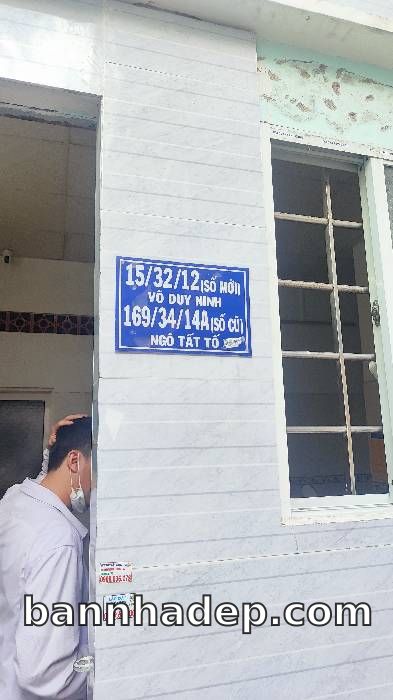 15/32/12 (SỐ MỚI)
VÕ DUY NINH
169/34/14A (SỐ CŨ)
NGÔ TẤT TỐ
bannhadep.com